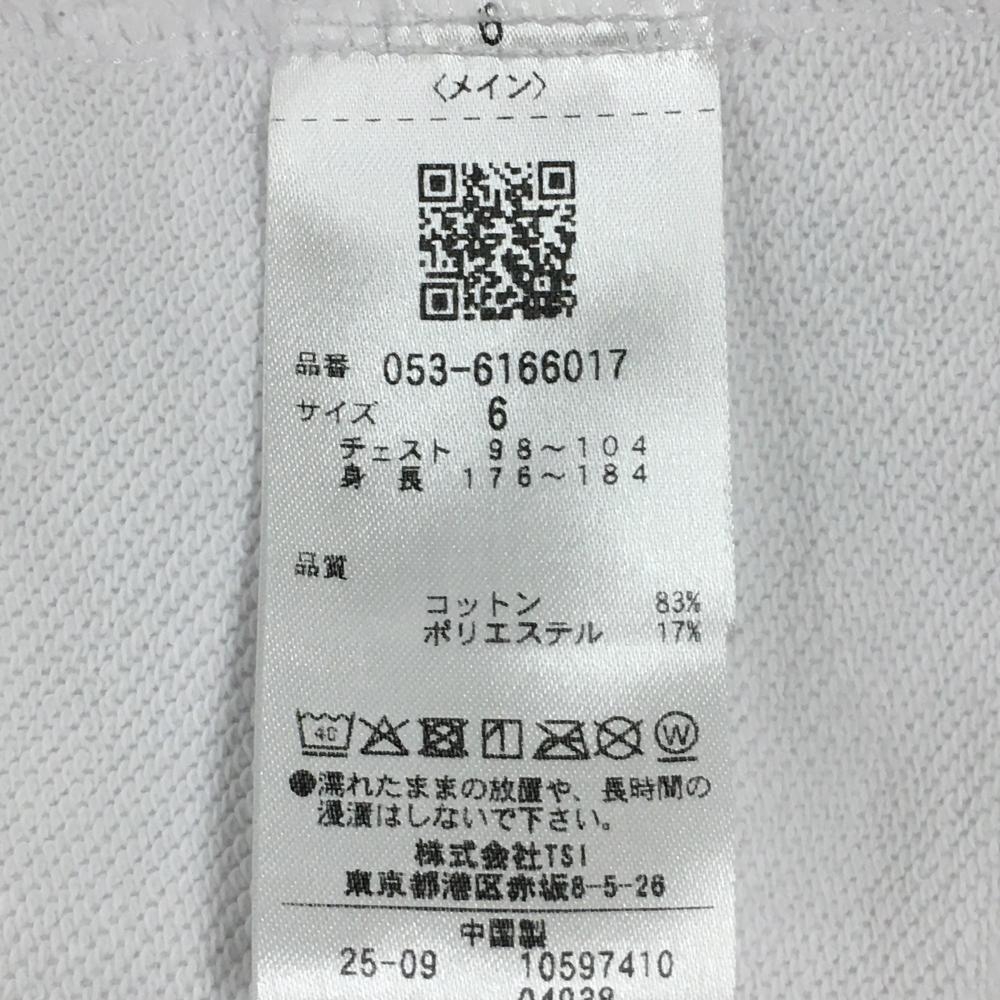 6
〈メイン〉
品番 053-6166017
サイズ 6
チェスト 98～104
身長 176～184
品質
コットン 83%
ポリエステル 17%
40
W
●濡れたままの放置や、長時間の
浸漬はしないで下さい。
株式会社TSI
東京都港区赤坂8-5-26
中国製
25-09 10597410
04938